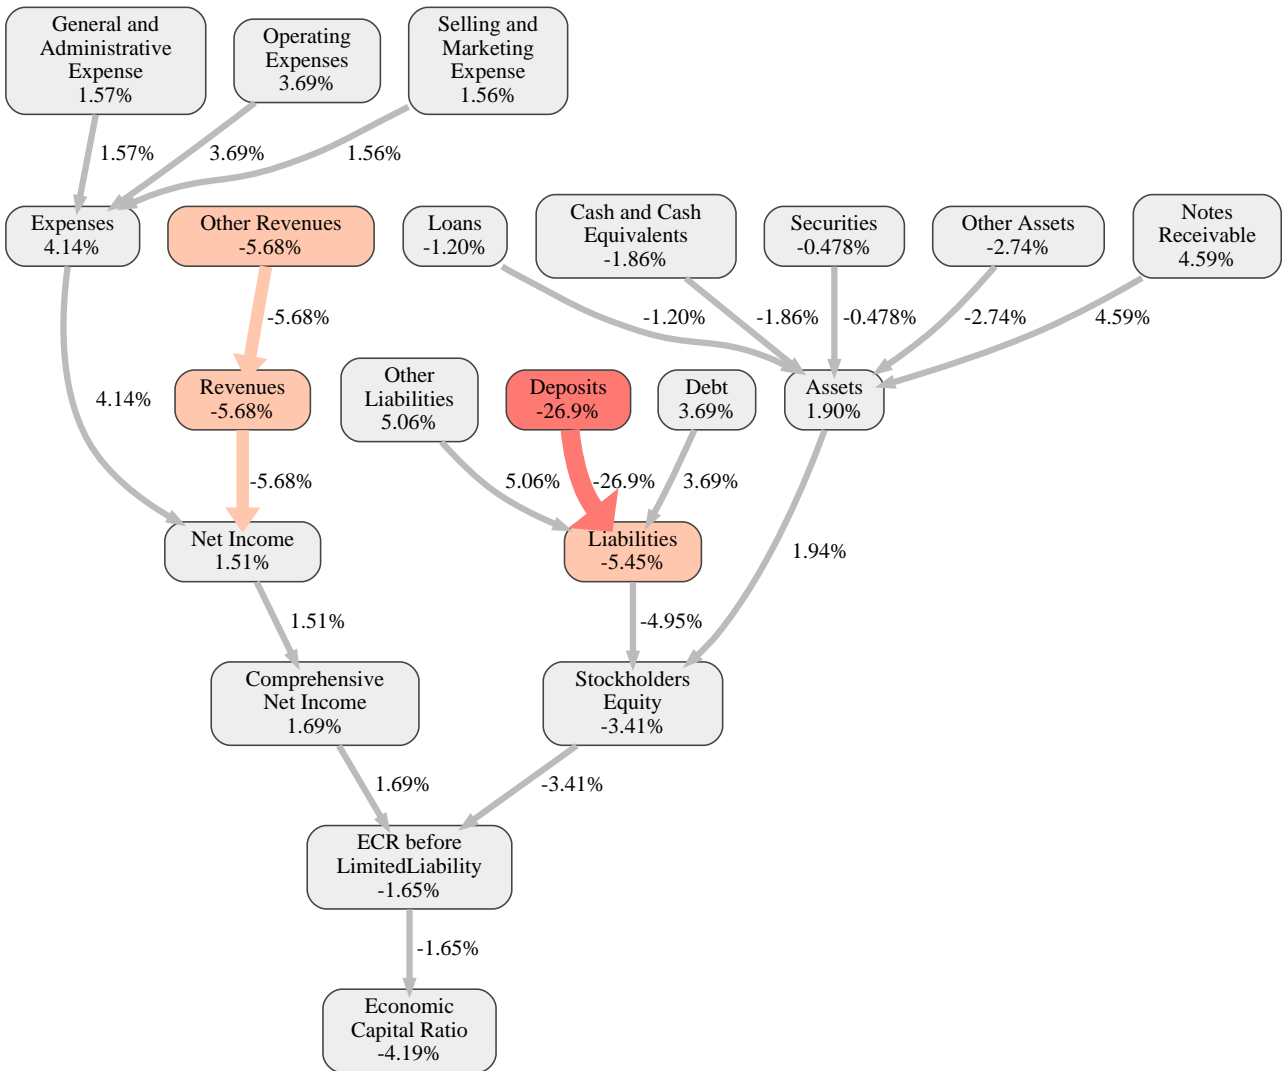 General and
Administrative
Expense
1.57%
Operating
Expenses
3.69%
Selling and
Marketing
Expense
1.56%
1.57%
3.69%
1.56%
Expenses
4.14%
Other Revenues
-5.68%
Loans
-1.20%
Cash and Cash
Equivalents
-1.86%
Securities
-0.478%
Other Assets
-2.74%
Notes
Receivable
4.59%
-5.68%
-1.20%
-1.86%
-0.478%
-2.74%
4.59%
4.14%
Revenues
-5.68%
Other
Liabilities
5.06%
Deposits
-26.9%
Debt
3.69%
Assets
1.90%
-5.68%
5.06%
-26.9%
3.69%
Net Income
1.51%
Liabilities
-5.45%
1.94%
1.51%
-4.95%
Comprehensive
Net Income
1.69%
Stockholders
Equity
-3.41%
1.69%
-3.41%
ECR before
LimitedLiability
-1.65%
-1.65%
Economic
Capital Ratio
-4.19%